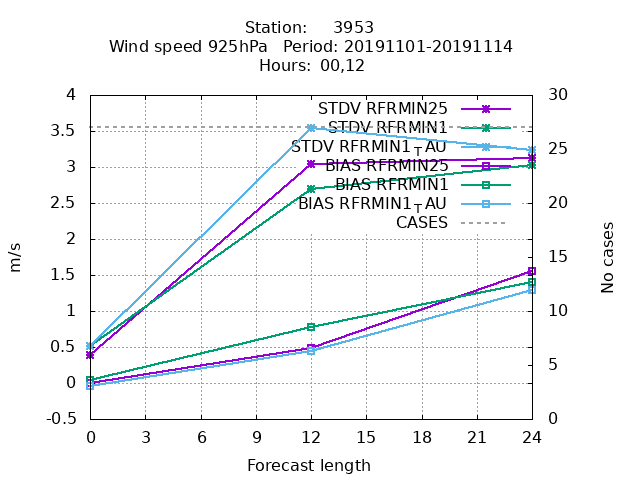 Station: 3953
Wind speed 925hPa Period: 20191101-20191114
Hours: 00,12
4
3.5
3
2.5
2
1.5
1
0.5
0
-0.5
m/s
30
25
20
15
10
5
0
No cases
STDV RFRMIN25
STDV RFRMIN1
STDV RFRMIN1TAU
BIAS RFRMIN25
BIAS RFRMIN1
BIAS RFRMIN1TAU
CASES
0 3 6 9 12 15 18 21 24
Forecast length